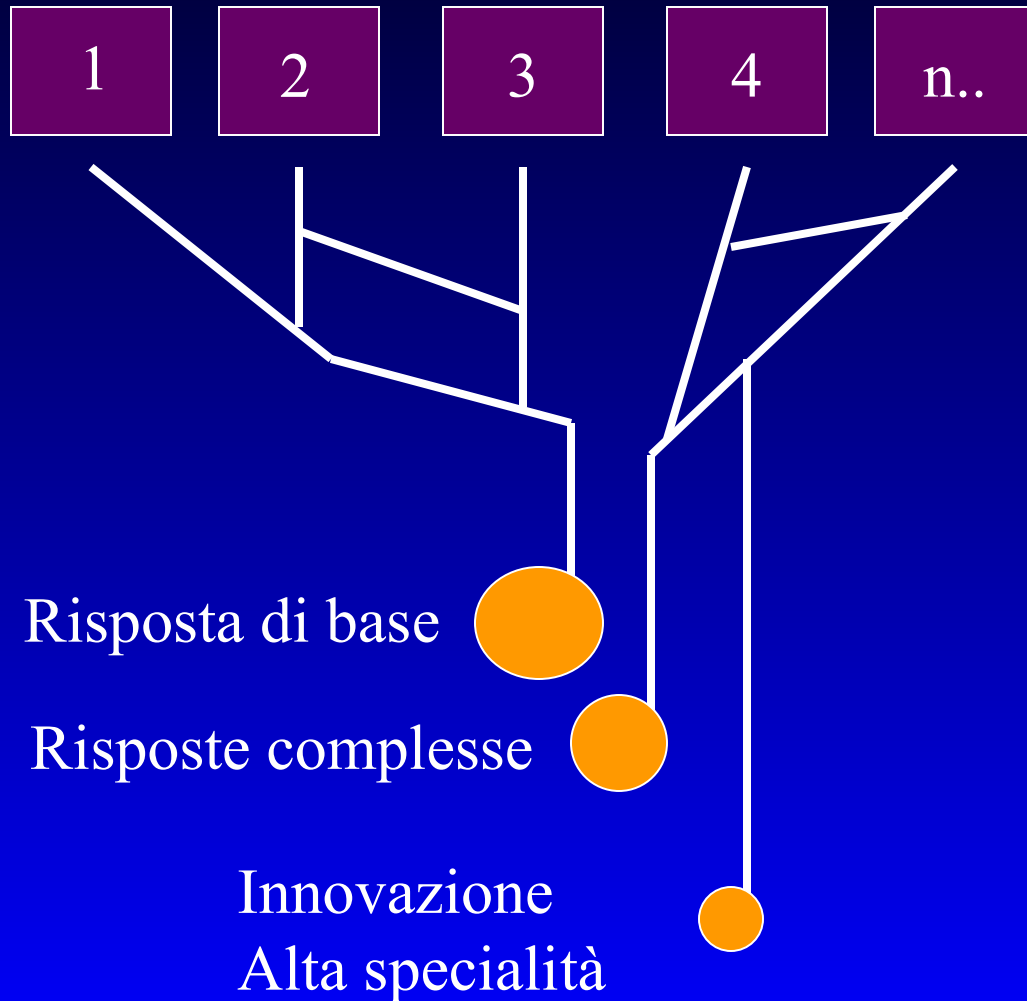 1 2 3 4 n..
Risposta di base
Risposte complesse
Innovazione
Alta specialità